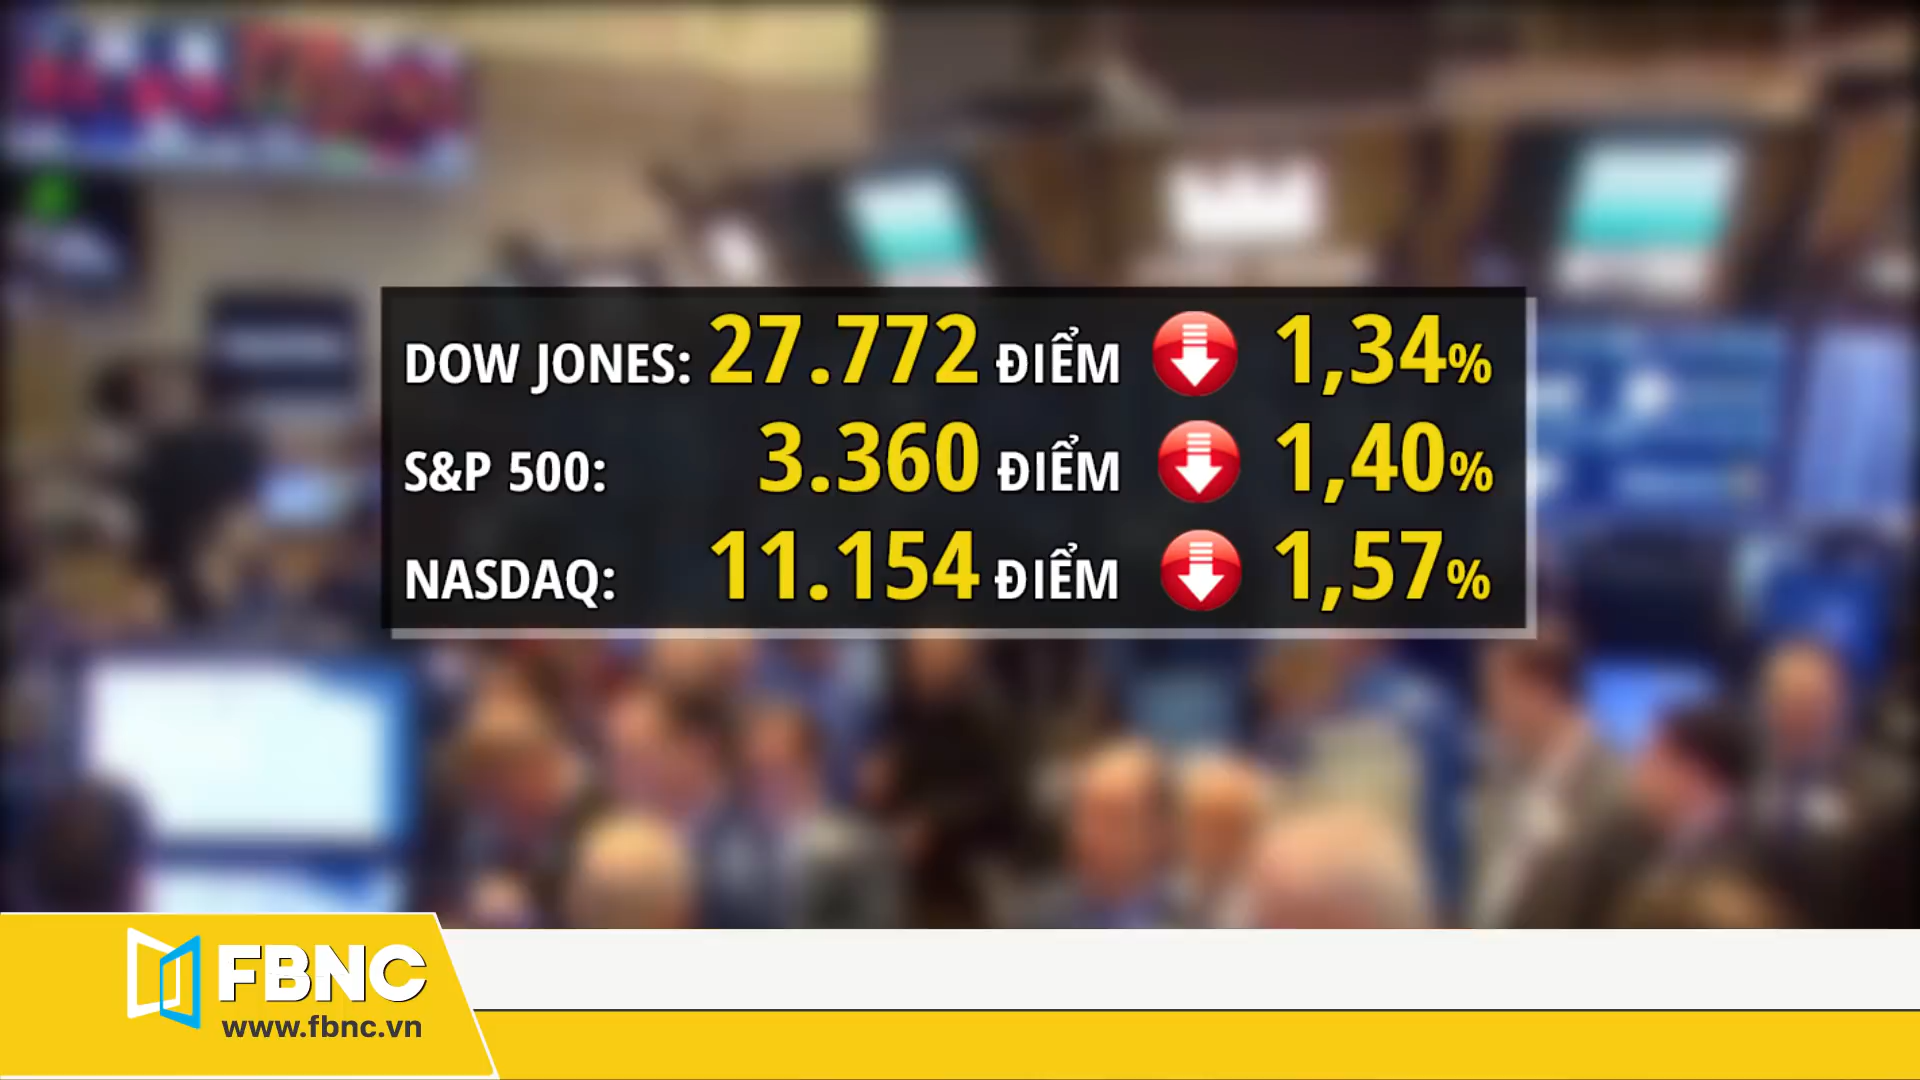 DOW JONES: 27.772 ĐIỂM 1,34%
S&P 500: 3.360 ĐIỂM 1,40%
NASDAQ: 11.154 ĐIỂM 1,57%
FBNC
www.fbnc.vn